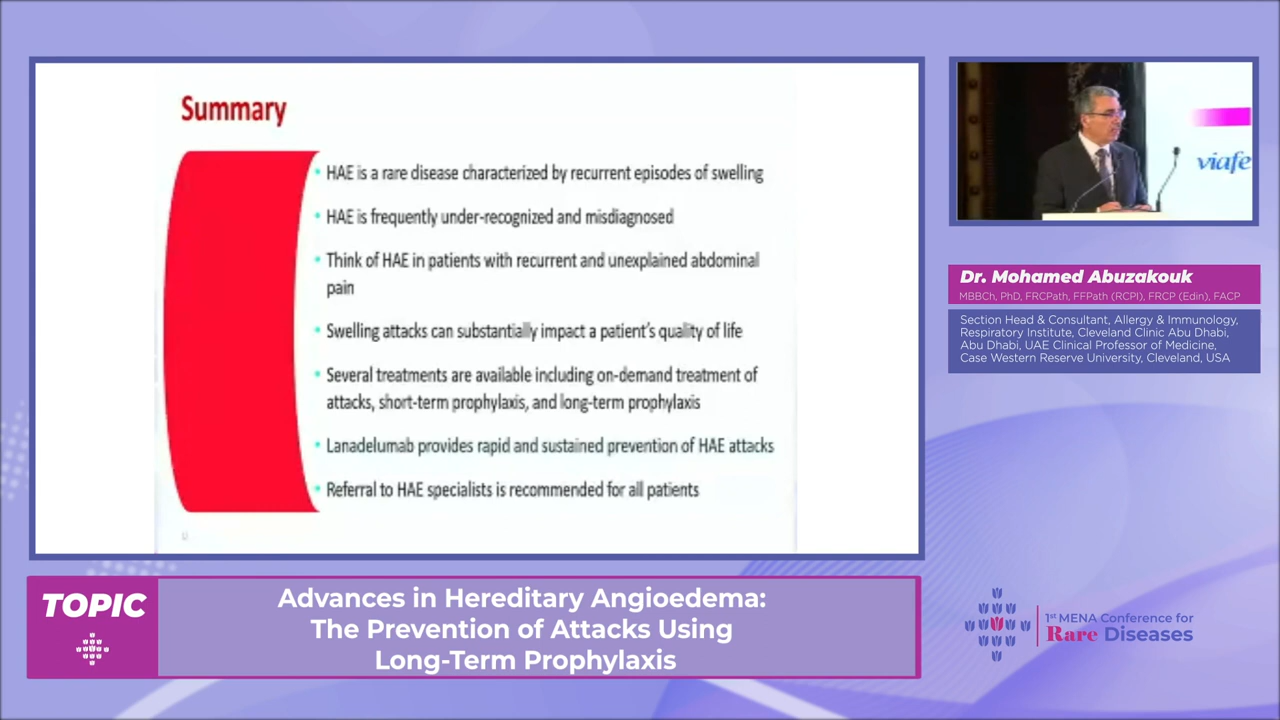 Summary
• HAE is a rare disease characterized by recurrent episodes of swelling
• HAE is frequently under-recognized and misdiagnosed
• Think of HAE in patients with recurrent and unexplained abdominal
pain
• Swelling attacks can substantially impact a patient's quality of life
• Several treatments are available including on-demand treatment of
attacks, short-term prophylaxis, and long-term prophylaxis
• Lanadelumab provides rapid and sustained prevention of HAE attacks
• Referral to HAE specialists is recommended for all patients
viafe
Dr. Mohamed Abuzakouk
MBBCh, PhD, FRCPath, FFPath (RCPI), FRCP (Edin), FACP
Section Head & Consultant, Allergy & Immunology,
Respiratory Institute, Cleveland Clinic Abu Dhabi,
Abu Dhabi, UAE Clinical Professor of Medicine,
Case Western Reserve University, Cleveland, USA
TOPIC
Advances in Hereditary Angioedema:
The Prevention of Attacks Using
Long-Term Prophylaxis
1st MENA Conference for
Rare Diseases